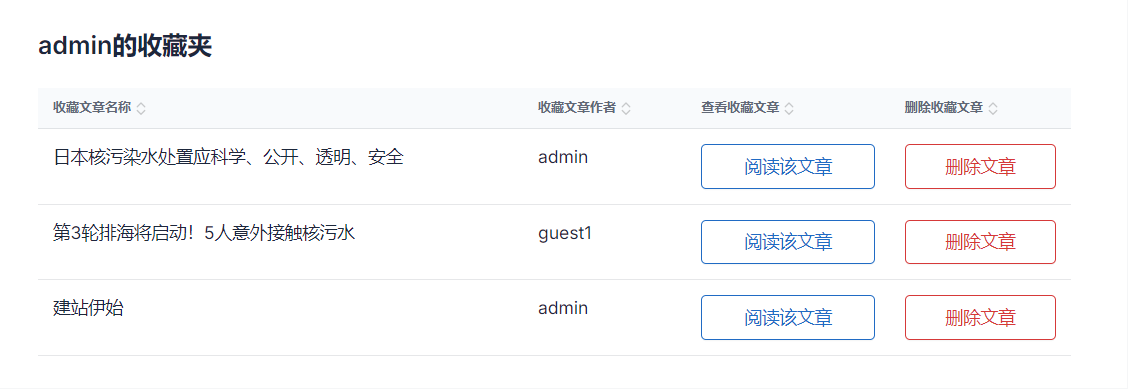 admin的收藏夹
收藏文章名称 收藏文章作者 查看收藏文章 删除收藏文章
日本核污染水处置应科学、公开、透明、安全 admin 阅读该文章 删除文章
第3轮排海将启动！5人意外接触核污水 guest1 阅读该文章 删除文章
建站伊始 admin 阅读该文章 删除文章